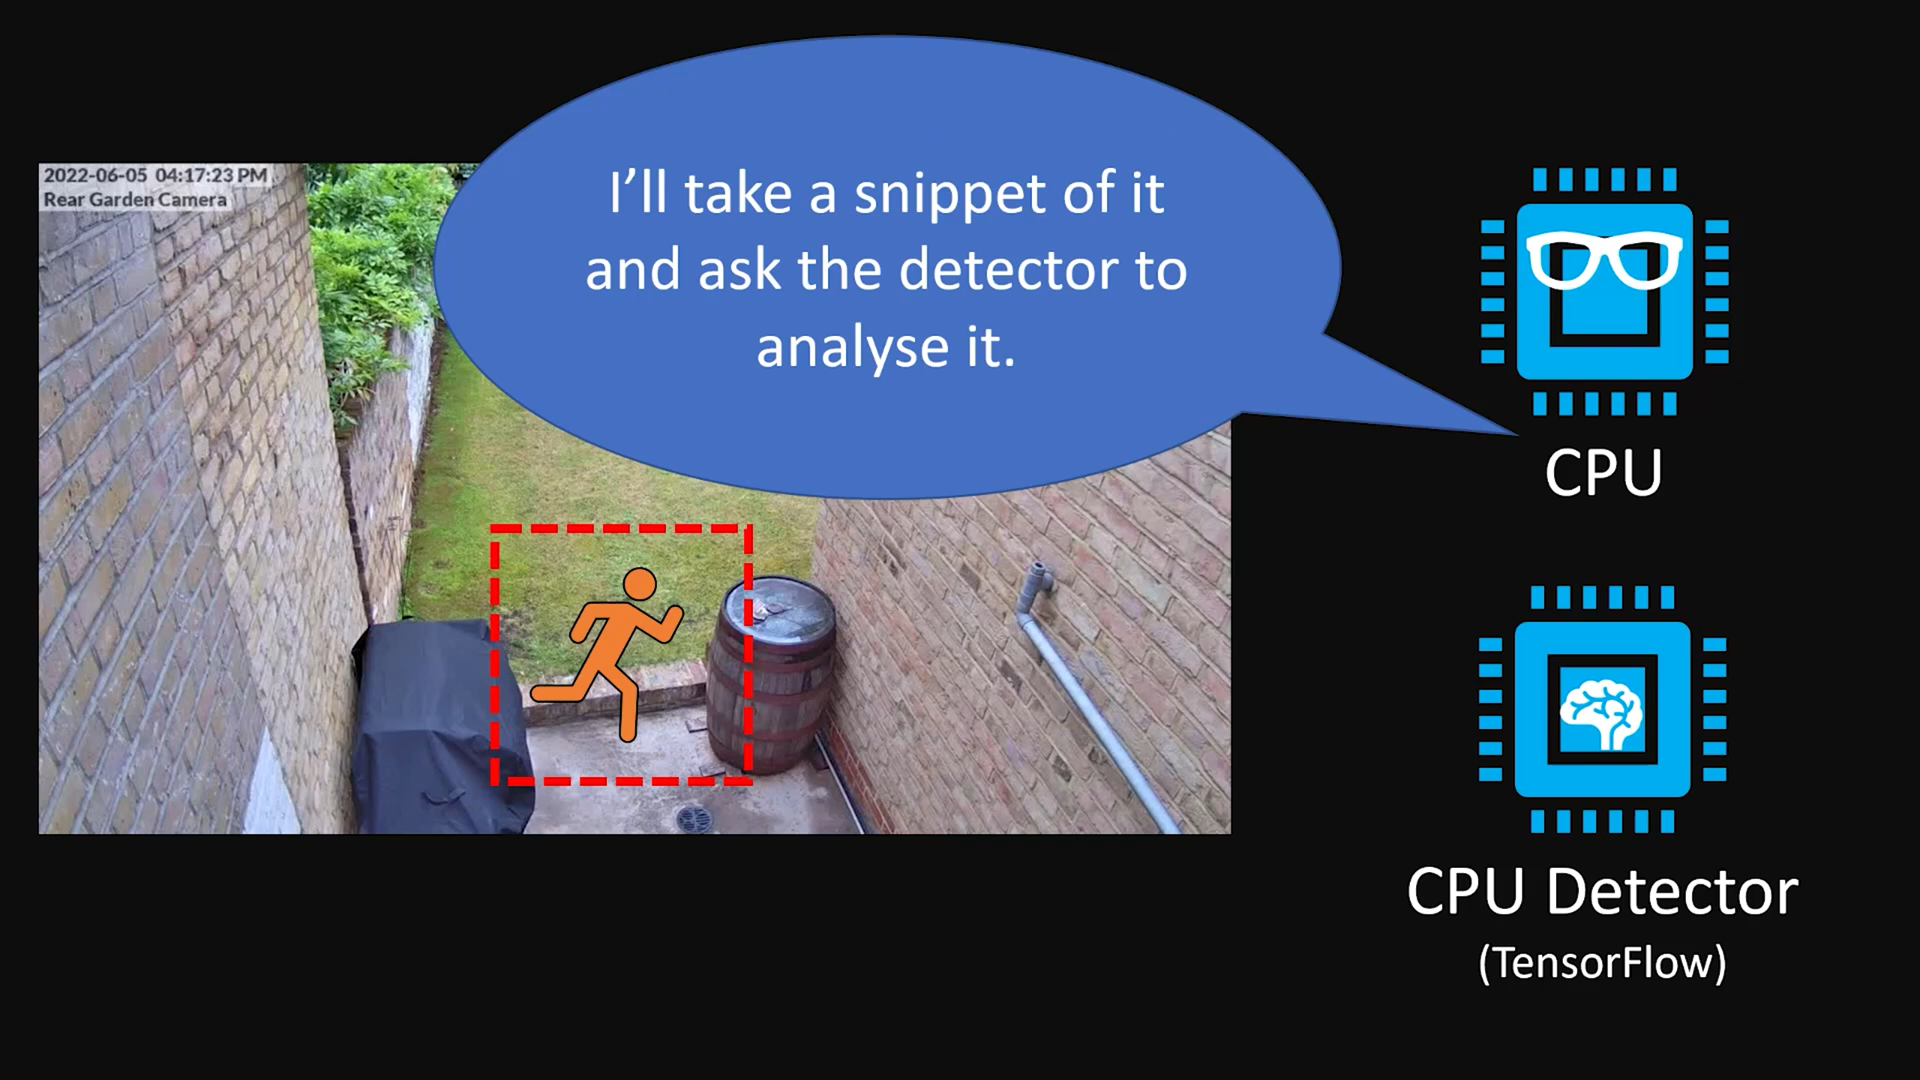 2022-06-05 04:17:23 PM
Rear Garden Camera
I’ll take a snippet of it
and ask the detector to
analyse it.
CPU
CPU Detector
(TensorFlow)